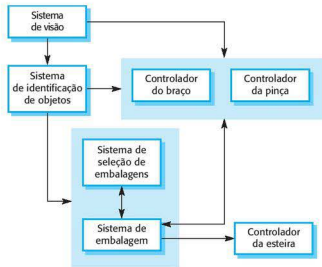 Sistema
de visão
Sistema
de identificação
de objetos
Controlador
do braço
Controlador
da pinça
Sistema de
seleção de
embalagens
Sistema de
embalagem
Controlador
da esteira